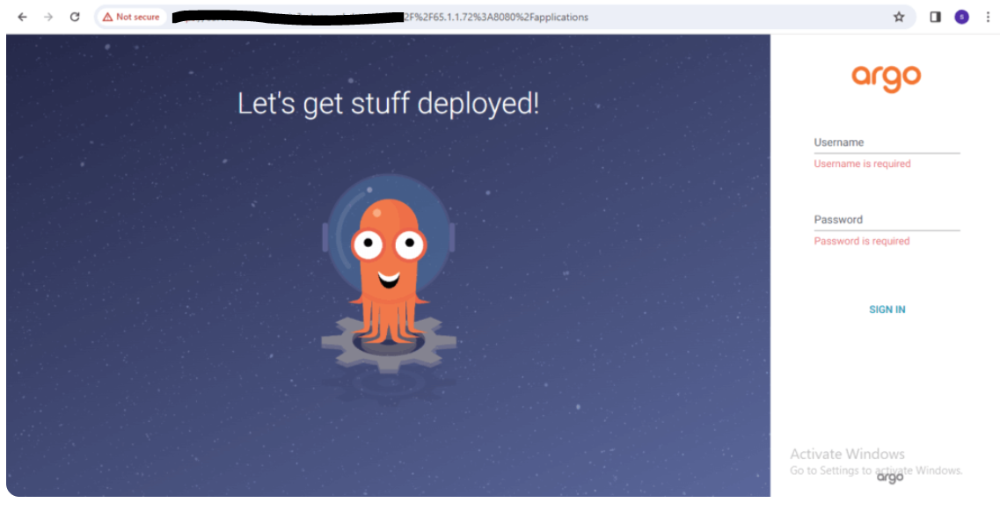 Not secure
2F%2F65.1.1.72%3A8080%2Fapplications
s
Let's get stuff deployed!
argo
Username
Username is required
Password
Password is required
SIGN IN
Activate Windows
Go to Settings to activate Windows.
argo